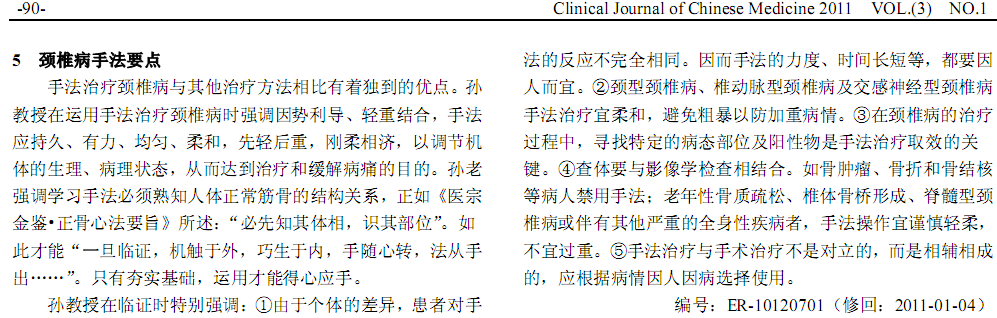 -90-
Clinical Journal of Chinese Medicine 2011 VOL.(3) NO.1
5 颈椎病手法要点
手法治疗颈椎病与其他治疗方法相比有着独到的优点。孙
教授在运用手法治疗颈椎病时强调因势利导、轻重结合，手法
应持久、有力、均匀、柔和，先轻后重，刚柔相济，以调节机
体的生理、病理状态，从而达到治疗和缓解病痛的目的。孙老
强调学习手法必须熟知人体正常筋骨的结构关系，正如《医宗
金鉴•正骨心法要旨》所述：“必先知其体相，识其部位”。如
此才能“一旦临证，机触于外，巧生于内，手随心转，法从手
出……”。只有夯实基础，运用才能得心应手。
孙教授在临证时特别强调：①由于个体的差异，患者对手
法的反应不完全相同。因而手法的力度、时间长短等，都要因
人而宜。②颈型颈椎病、椎动脉型颈椎病及交感神经型颈椎病
手法治疗宜柔和，避免粗暴以防加重病情。③在颈椎病的治疗
过程中，寻找特定的病态部位及阳性物是手法治疗取效的关
键。④查体要与影像学检查相结合。如骨肿瘤、骨折和骨结核
等病人禁用手法；老年性骨质疏松、椎体骨桥形成、脊髓型颈
椎病或伴有其他严重的全身性疾病者，手法操作宜谨慎轻柔，
不宜过重。⑤手法治疗与手术治疗不是对立的，而是相辅相成
的，应根据病情因人因病选择使用。
编号：ER-10120701（修回：2011-01-04）